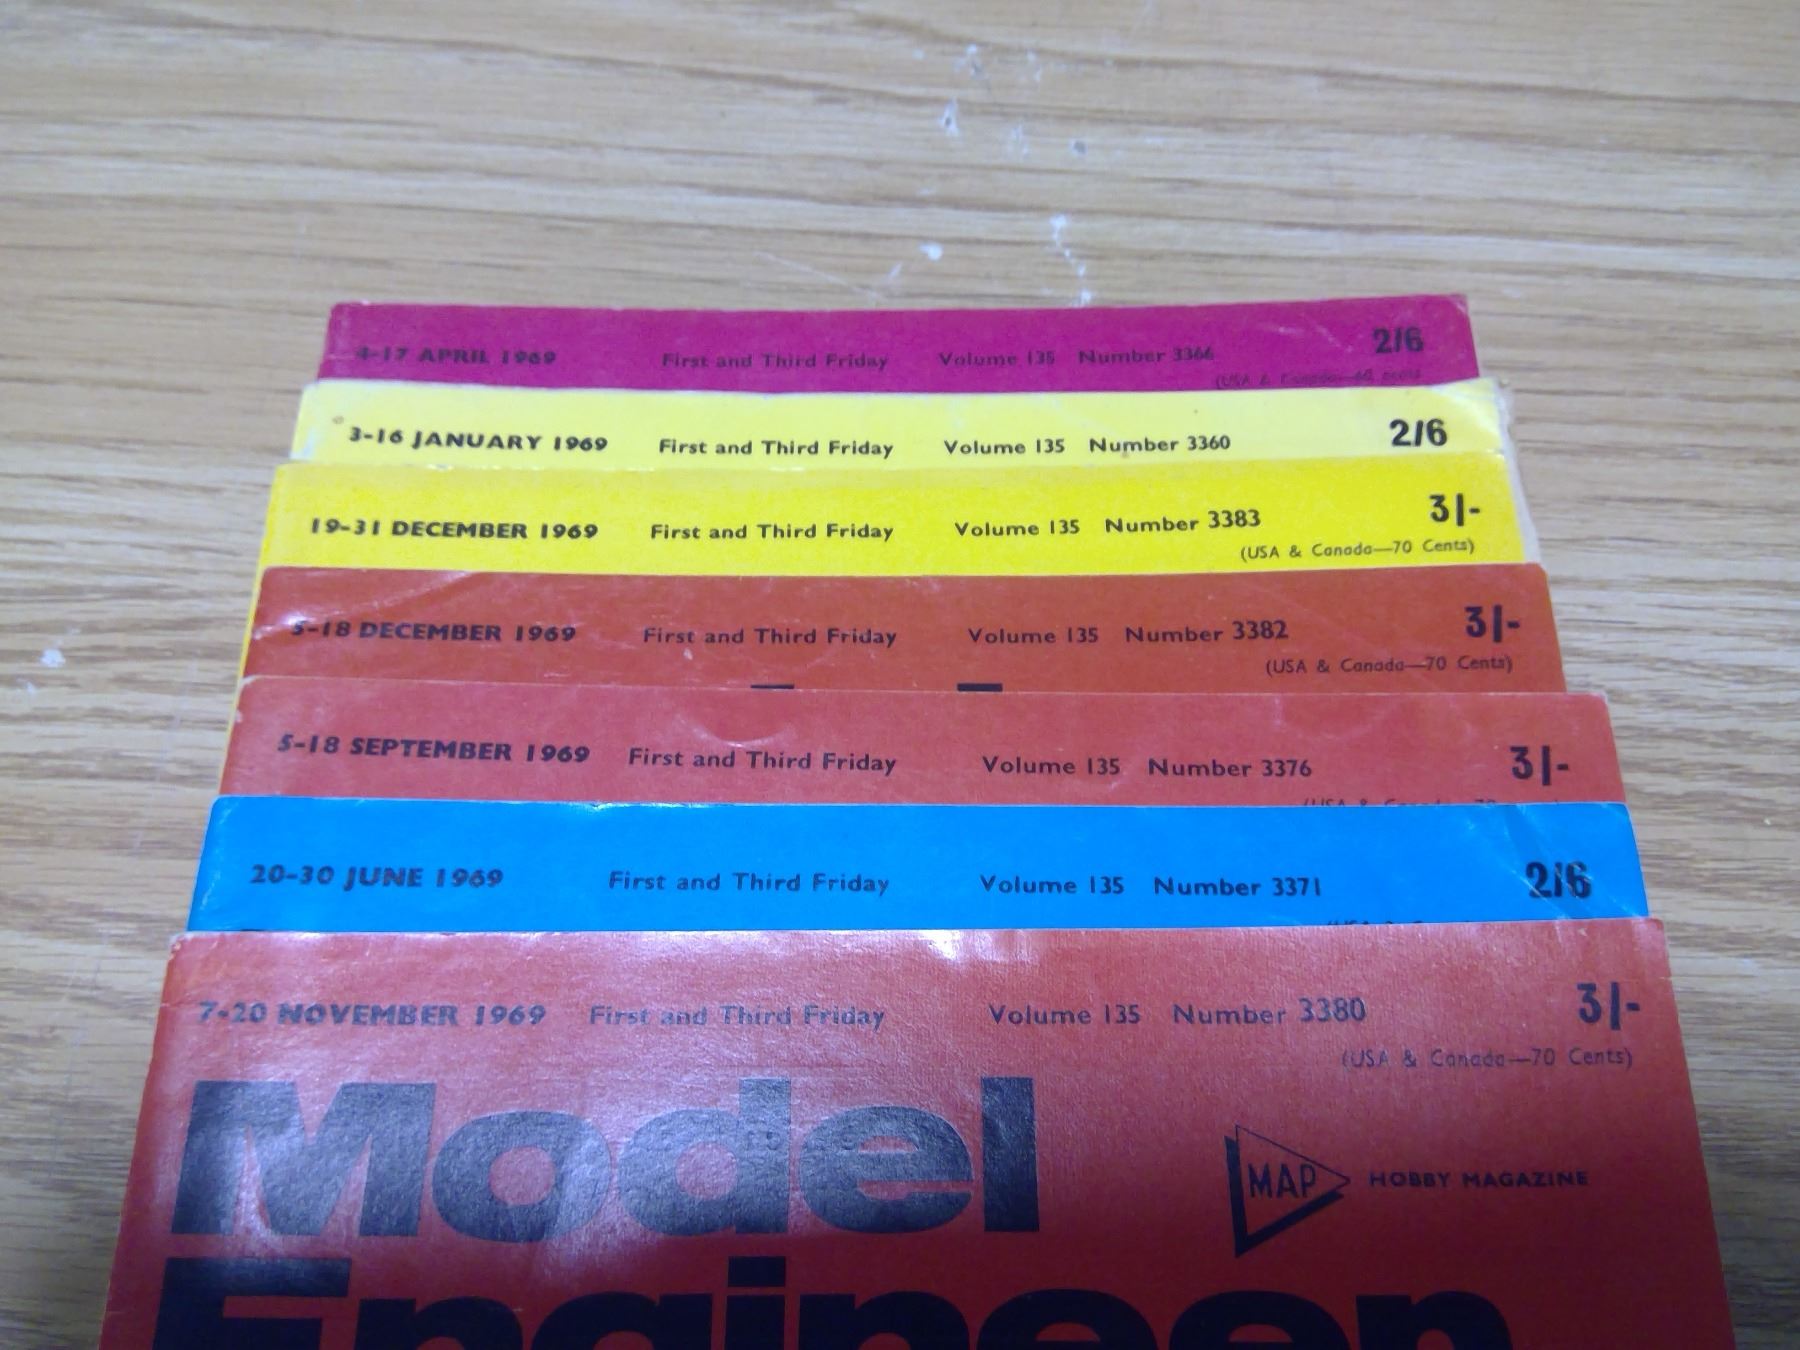 4-17 APRIL 1969 First and Third Friday Volume 135 Number 3366 2/6
(USA & Canada—60 cents
3-16 JANUARY 1969 First and Third Friday Volume 135 Number 3360 2/6
19-31 DECEMBER 1969 First and Third Friday Volume 135 Number 3383 3/-
(USA & Canada—70 Cents)
5-18 DECEMBER 1969 First and Third Friday Volume 135 Number 3382 3/-
(USA & Canada—70 Cents)
5-18 SEPTEMBER 1969 First and Third Friday Volume 135 Number 3376 3/-
20-30 JUNE 1969 First and Third Friday Volume 135 Number 3371 2/6
7-20 NOVEMBER 1969 First and Third Friday Volume 135 Number 3380 3/-
(USA & Canada—70 Cents)
Model
MAP HOBBY MAGAZINE
Engineer